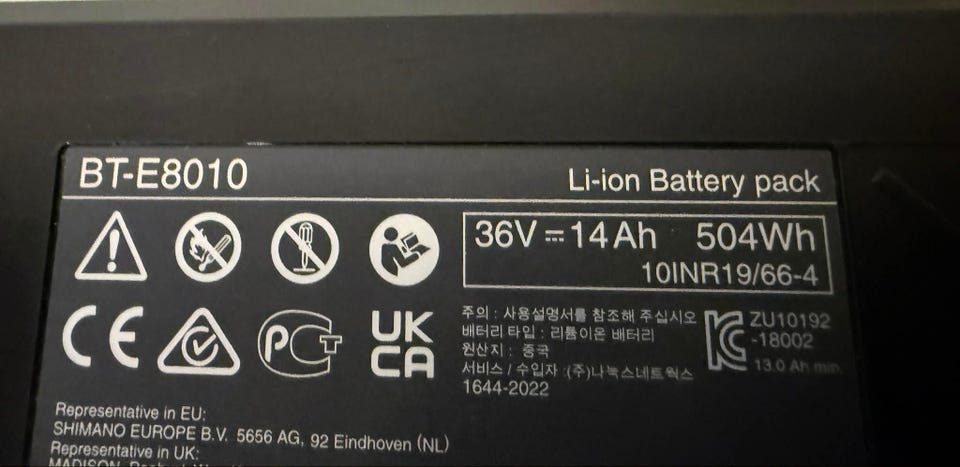 BT-E8010
Li-ion Battery pack
36V⎓14Ah 504Wh
10INR19/66-4
CE
PCT
UK
CA
주의 : 사용설명서를 참조해 주십시오
배터리 타입 : 리튬이온 배터리
원산지 : 중국
서비스 / 수입자 :(주)나눅스네트웍스
1644-2022
ZU10192
-18002
13.0 Ah min.
Representative in EU:
SHIMANO EUROPE B.V. 5656 AG, 92 Eindhoven (NL)
Representative in UK:
MADISON,